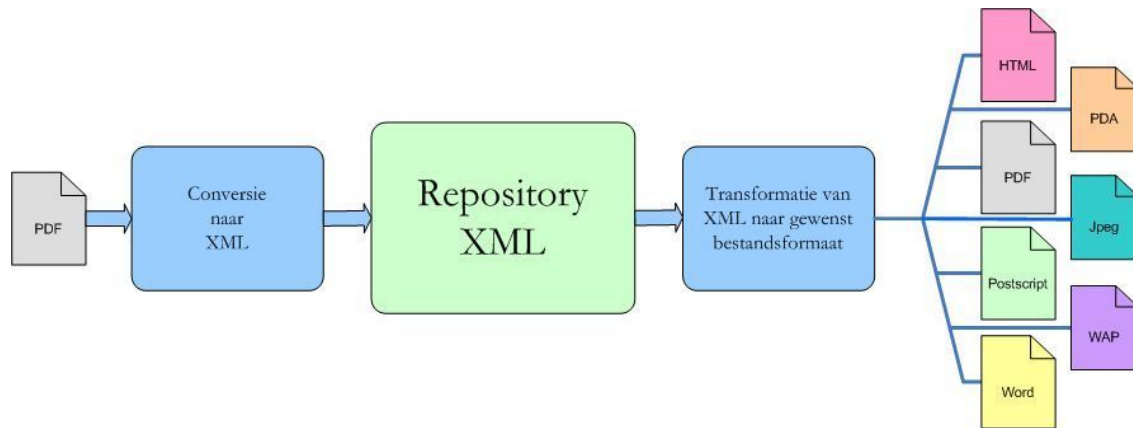 PDF
Conversie
naar
XML
Repository
XML
Transformatie van
XML naar gewenst
bestandsformaat
HTML
PDA
PDF
Jpeg
Postscript
WAP
Word